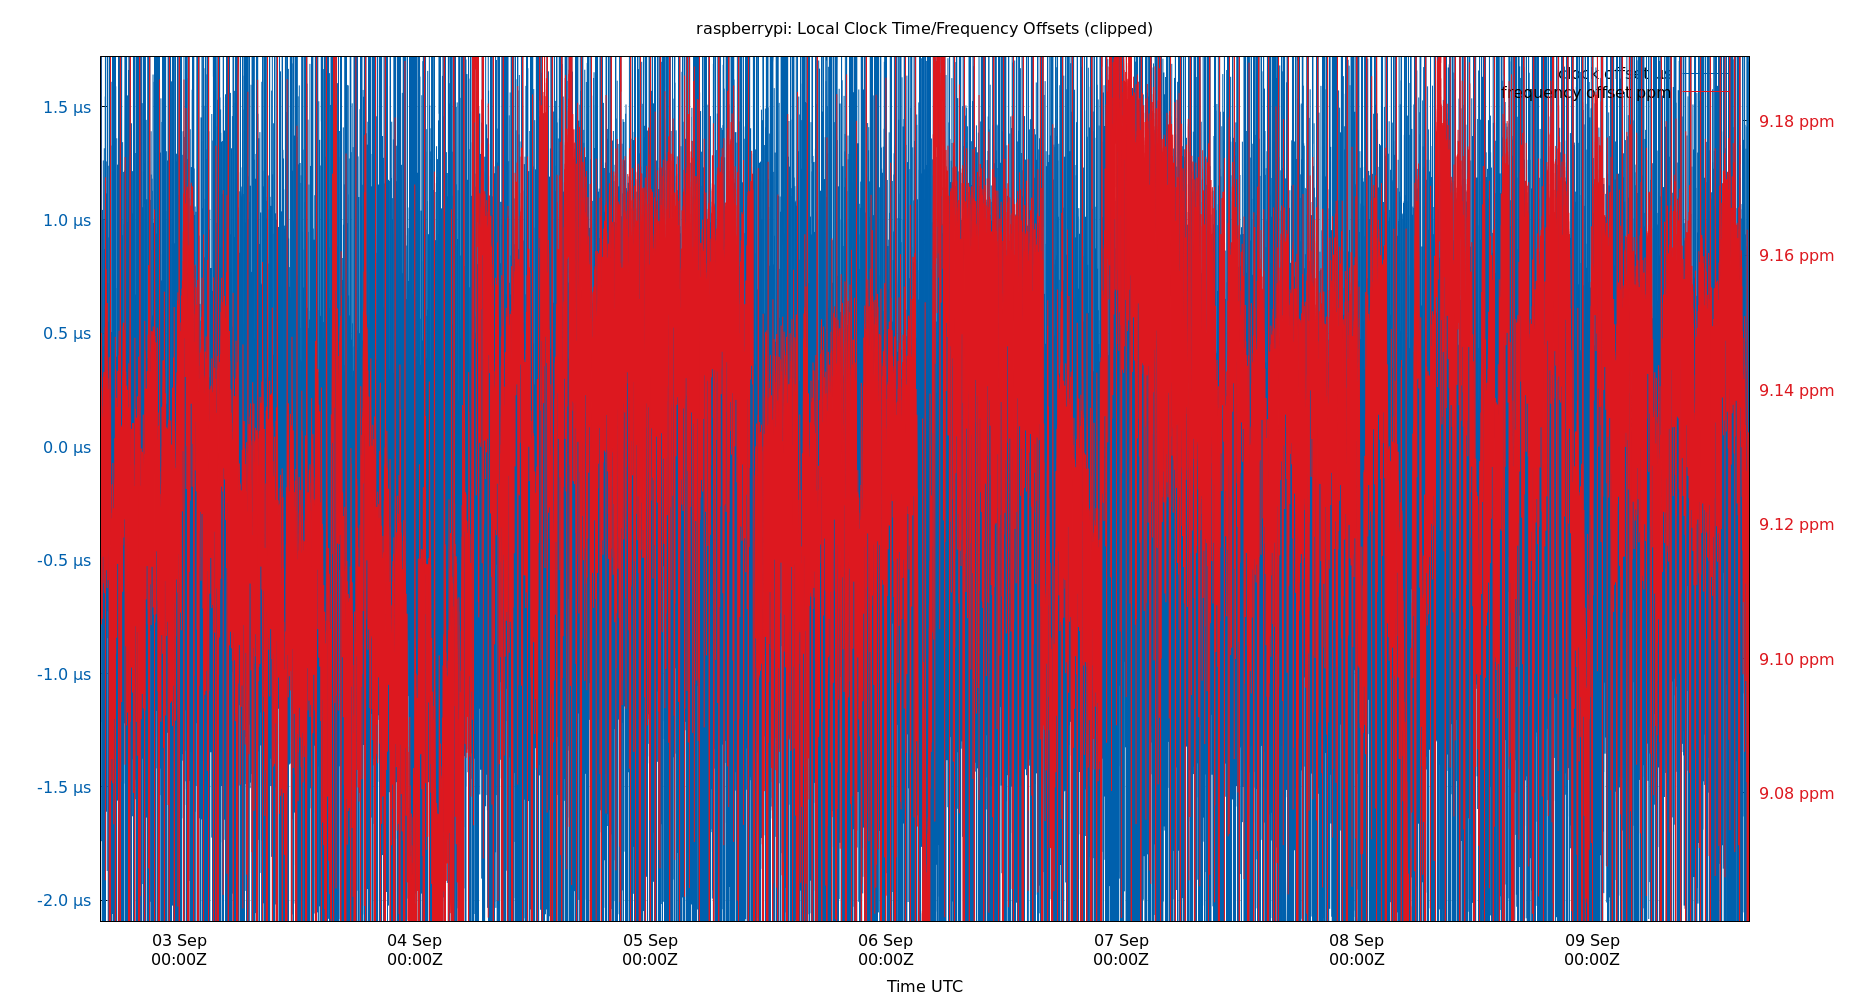 raspberrypi: Local Clock Time/Frequency Offsets (clipped)
clock offset µs
frequency offset ppm
1.5 µs
1.0 µs
0.5 µs
0.0 µs
-0.5 µs
-1.0 µs
-1.5 µs
-2.0 µs
9.18 ppm
9.16 ppm
9.14 ppm
9.12 ppm
9.10 ppm
9.08 ppm
03 Sep
00:00Z
04 Sep
00:00Z
05 Sep
00:00Z
06 Sep
00:00Z
07 Sep
00:00Z
08 Sep
00:00Z
09 Sep
00:00Z
Time UTC